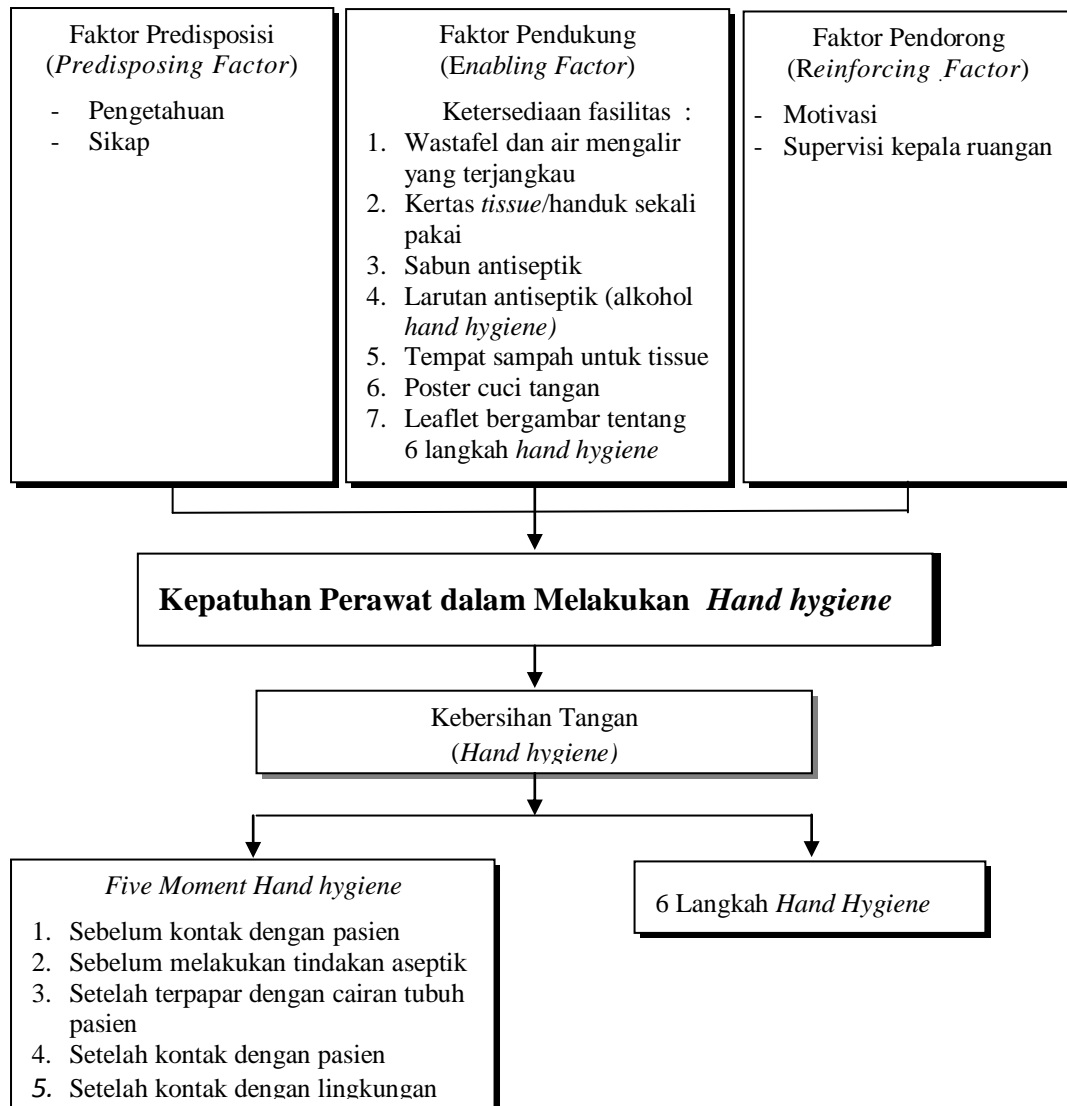 Faktor Predisposisi
(Predisposing Factor)
- Pengetahuan
- Sikap
Faktor Pendukung
(Enabling Factor)
Ketersediaan fasilitas :
1. Wastafel dan air mengalir
yang terjangkau
2. Kertas tissue/handuk sekali
pakai
3. Sabun antiseptik
4. Larutan antiseptik (alkohol
hand hygiene)
5. Tempat sampah untuk tissue
6. Poster cuci tangan
7. Leaflet bergambar tentang
6 langkah hand hygiene
Faktor Pendorong
(Reinforcing Factor)
- Motivasi
- Supervisi kepala ruangan
Kepatuhan Perawat dalam Melakukan Hand hygiene
Kebersihan Tangan
(Hand hygiene)
Five Moment Hand hygiene
1. Sebelum kontak dengan pasien
2. Sebelum melakukan tindakan aseptik
3. Setelah terpapar dengan cairan tubuh
pasien
4. Setelah kontak dengan pasien
5. Setelah kontak dengan lingkungan
6 Langkah Hand Hygiene